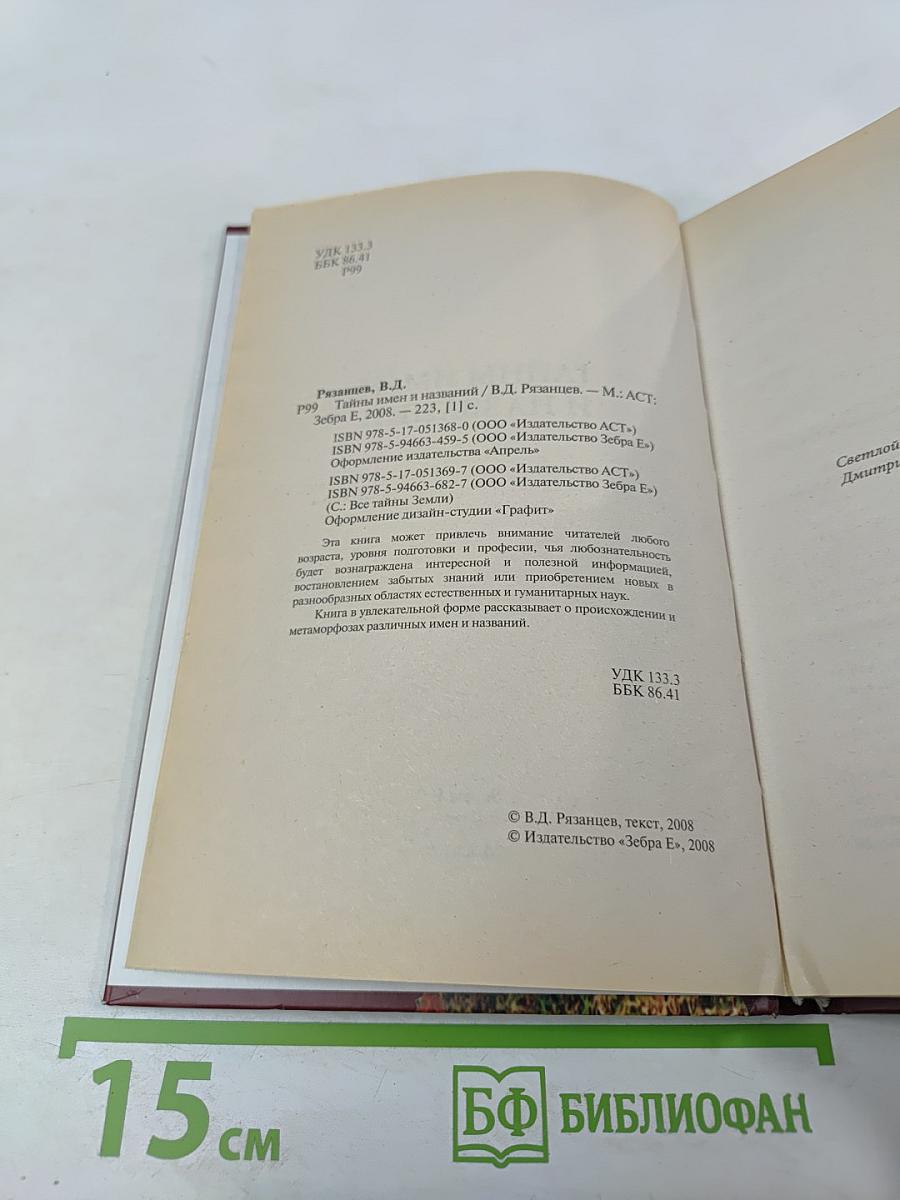 УДК 133.3
ББК 86.41
Р99
Рязанцев, В.Д.
Р99 Тайны имен и названий / В.Д. Рязанцев. — М.: АСТ:
Зебра Е, 2008. — 223, [1] с.
ISBN 978-5-17-051368-0 (ООО «Издательство АСТ»)
ISBN 978-5-94663-459-5 (ООО «Издательство Зебра Е»)
Оформление издательства «Апрель»
ISBN 978-5-17-051369-7 (ООО «Издательство АСТ»)
ISBN 978-5-94663-682-7 (ООО «Издательство Зебра Е»)
(С.: Все тайны Земли)
Оформление дизайн-студии «Графит»
Эта книга может привлечь внимание читателей любого
возраста, уровня подготовки и професии, чья любознательность
будет вознаграждена интересной и полезной информацией,
востановлением забытых знаний или приобретением новых в
разнообразных областях естественных и гуманитарных наук.
Книга в увлекательной форме рассказывает о происхождении и
метаморфозах различных имен и названий.
УДК 133.3
ББК 86.41
© В.Д. Рязанцев, текст, 2008
© Издательство «Зебра Е», 2008
Светлой
Дмитри
15 см
БФ БИБЛИОФАН